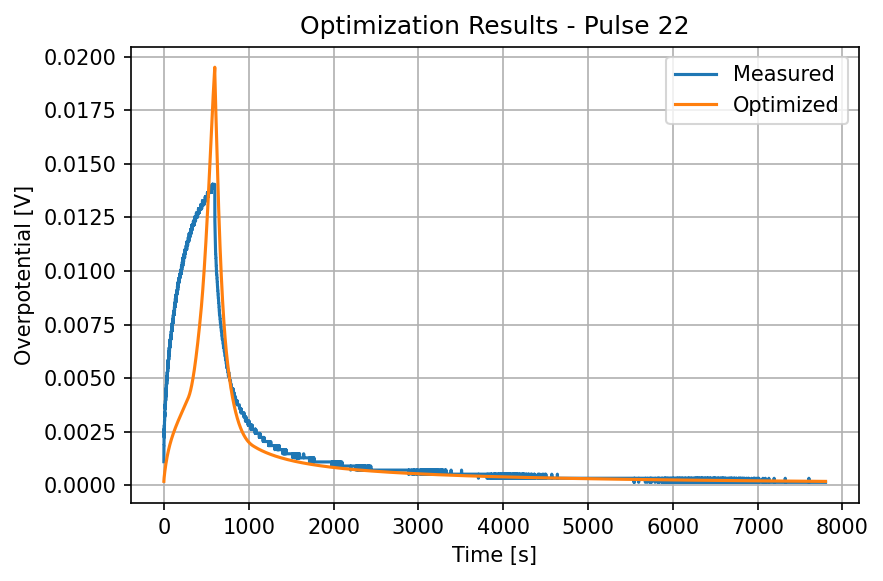 Optimization Results - Pulse 22
Measured
Optimized
Overpotential [V]
0.0200
0.0175
0.0150
0.0125
0.0100
0.0075
0.0050
0.0025
0.0000
0 1000 2000 3000 4000 5000 6000 7000 8000
Time [s]